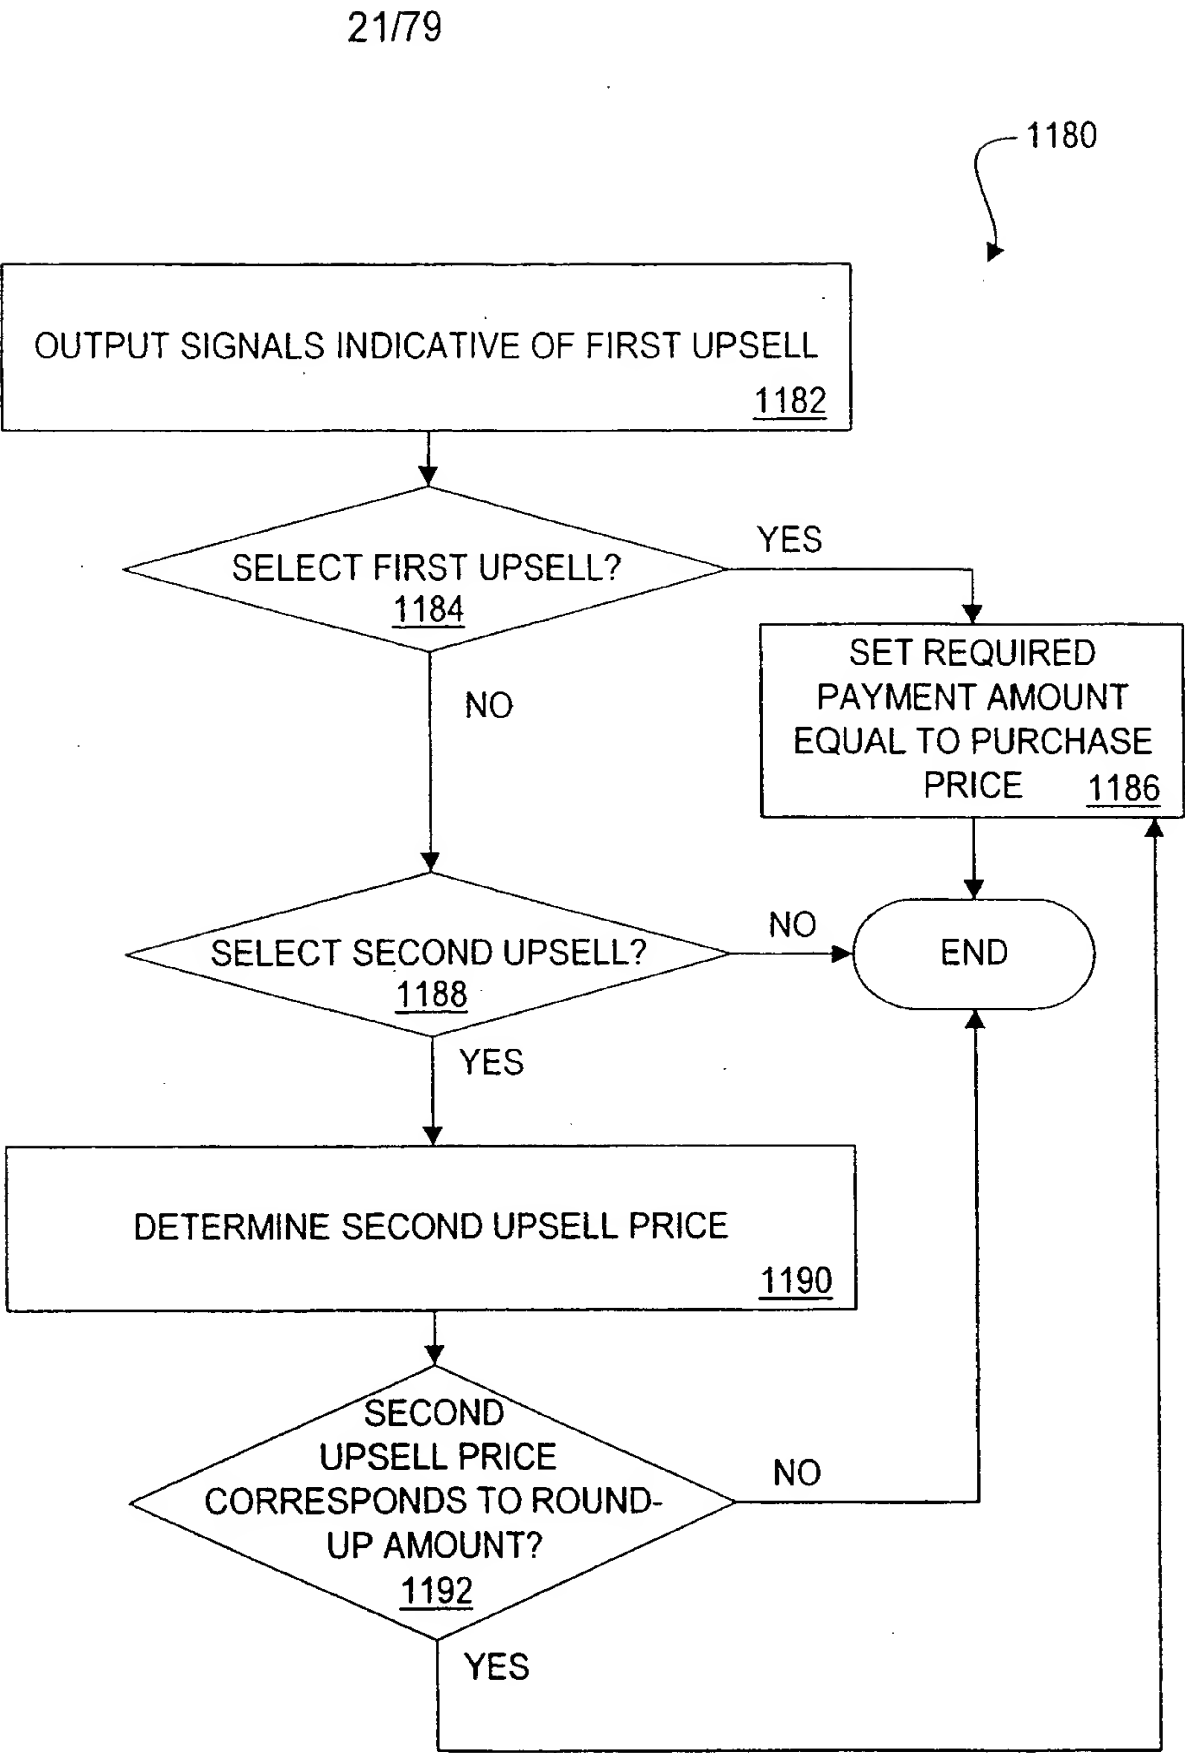 21/79
1180
OUTPUT SIGNALS INDICATIVE OF FIRST UPSELL
1182
YES
SELECT FIRST UPSELL?
1184
SET REQUIRED
PAYMENT AMOUNT
EQUAL TO PURCHASE
PRICE 1186
NO
NO
SELECT SECOND UPSELL?
1188
END
YES
DETERMINE SECOND UPSELL PRICE
1190
SECOND
UPSELL PRICE
CORRESPONDS TO ROUND-
UP AMOUNT?
1192
NO
YES